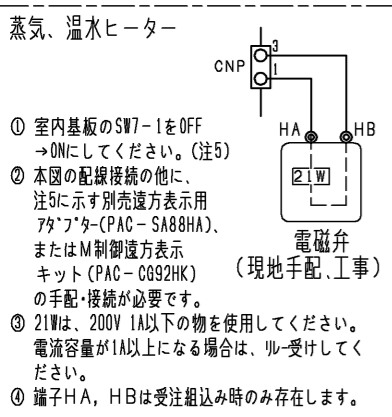 蒸気、温水ヒーター
3
CNP
1
HA
HB
21W
電磁弁
(現地手配、工事)
① 室内基板のSW7-1をOFF
→ONにしてください。(注5)
② 本図の配線接続の他に、
注5に示す別売遠方表示用
ｱﾀﾞﾌﾟﾀｰ(PAC-SA88HA)、
またはM制御遠方表示
キット(PAC-CG92HK)
の手配・接続が必要です。
③ 21Wは、200V 1A以下の物を使用してください。
電流容量が1A以上になる場合は、ﾘﾚｰ受けしてく
ださい。
④ 端子HA, HBは受注組込み時のみ存在します。